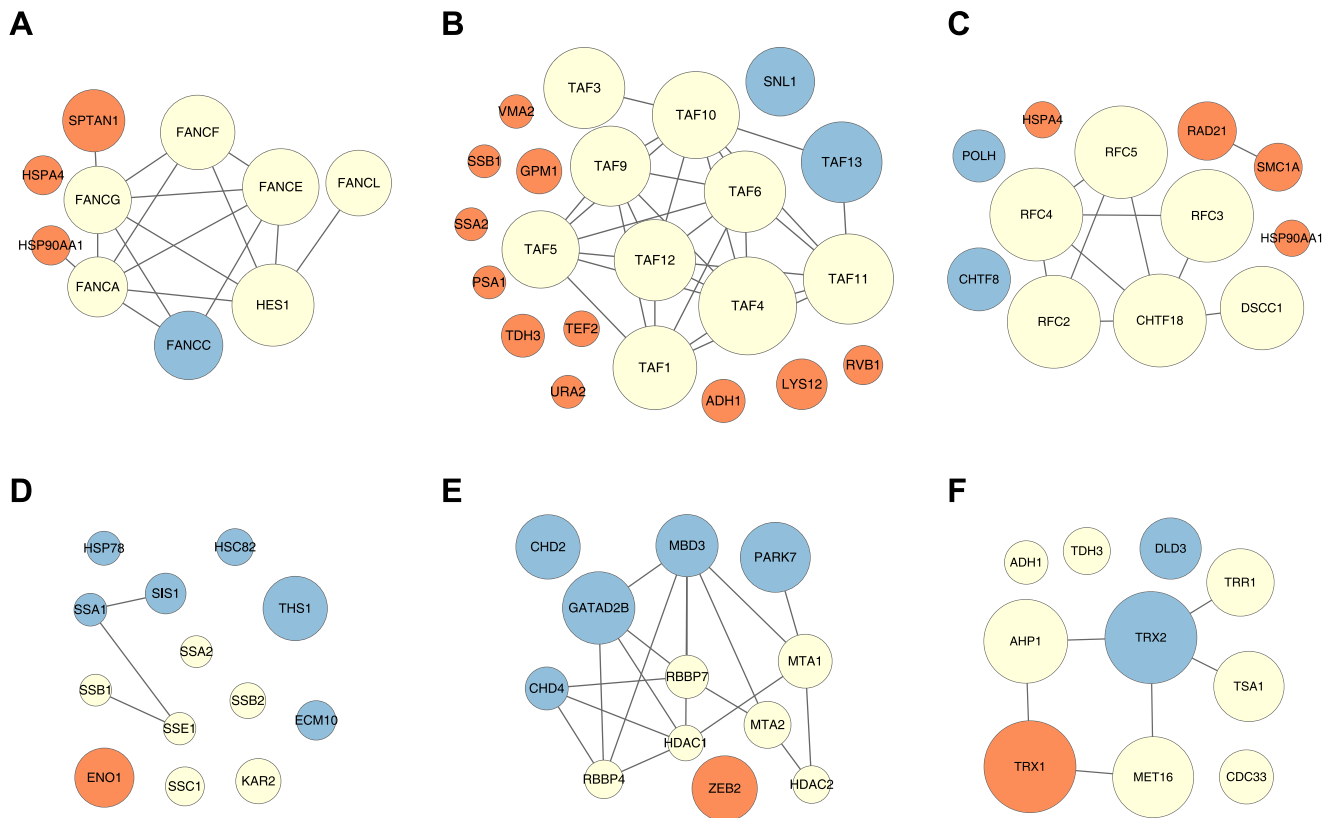 A
SPTAN1
FANCF
HSPA4
FANCG
FANCE
FANCL
HSP90AA1
FANCA
HES1
FANCC
B
TAF3
SNL1
VMA2
TAF10
SSB1
GPM1
TAF9
TAF13
TAF6
SSA2
TAF5
TAF12
PSA1
TAF11
TAF4
TDH3
TEF2
TAF1
RVB1
URA2
LYS12
ADH1
C
HSPA4
RAD21
POLH
RFC5
SMC1A
RFC4
RFC3
HSP90AA1
CHTF8
DSCC1
RFC2
CHTF18
D
HSP78
HSC82
SIS1
SSA1
THS1
SSA2
SSB1
SSB2
ECM10
SSE1
ENO1
SSC1
KAR2
E
CHD2
MBD3
PARK7
GATAD2B
MTA1
RBBP7
CHD4
MTA2
HDAC1
RBBP4
ZEB2
HDAC2
F
ADH1
TDH3
DLD3
TRR1
AHP1
TRX2
TSA1
TRX1
MET16
CDC33